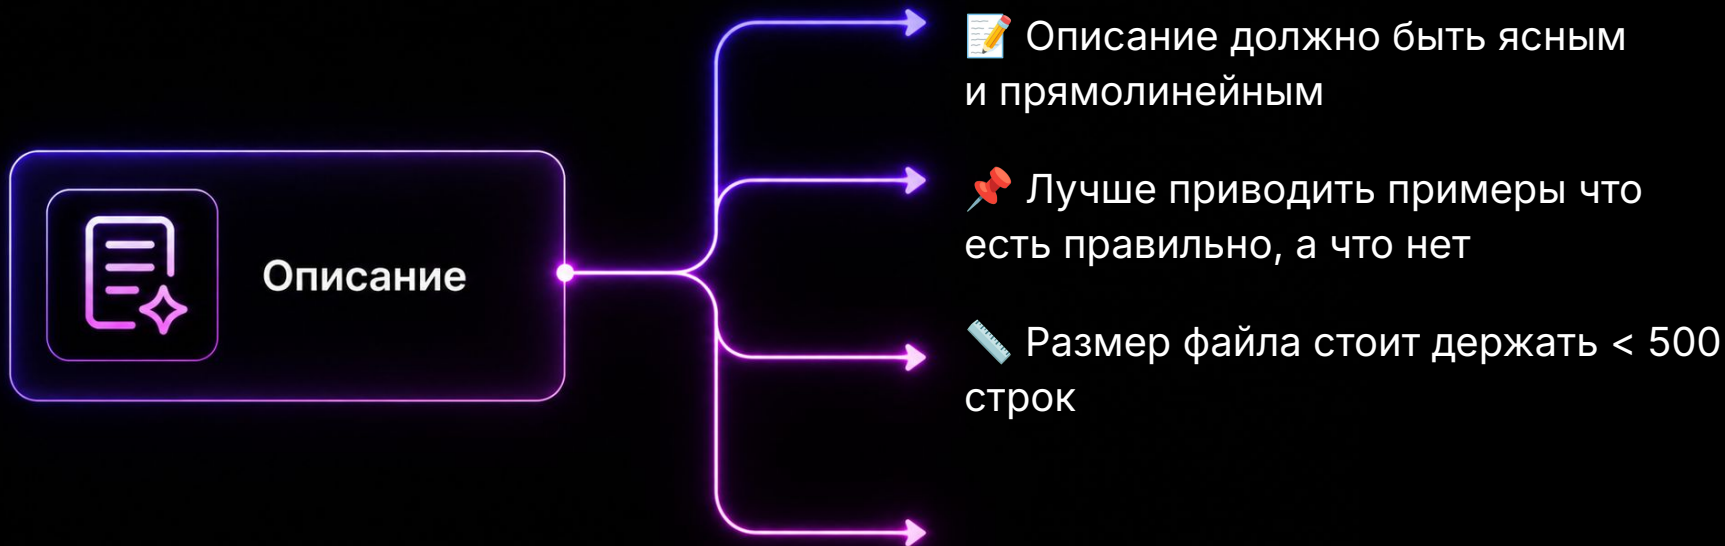 📝 Описание должно быть ясным
и прямолинейным
📌 Лучше приводить примеры что
есть правильно, а что нет
Описание
📏 Размер файла стоит держать < 500
строк